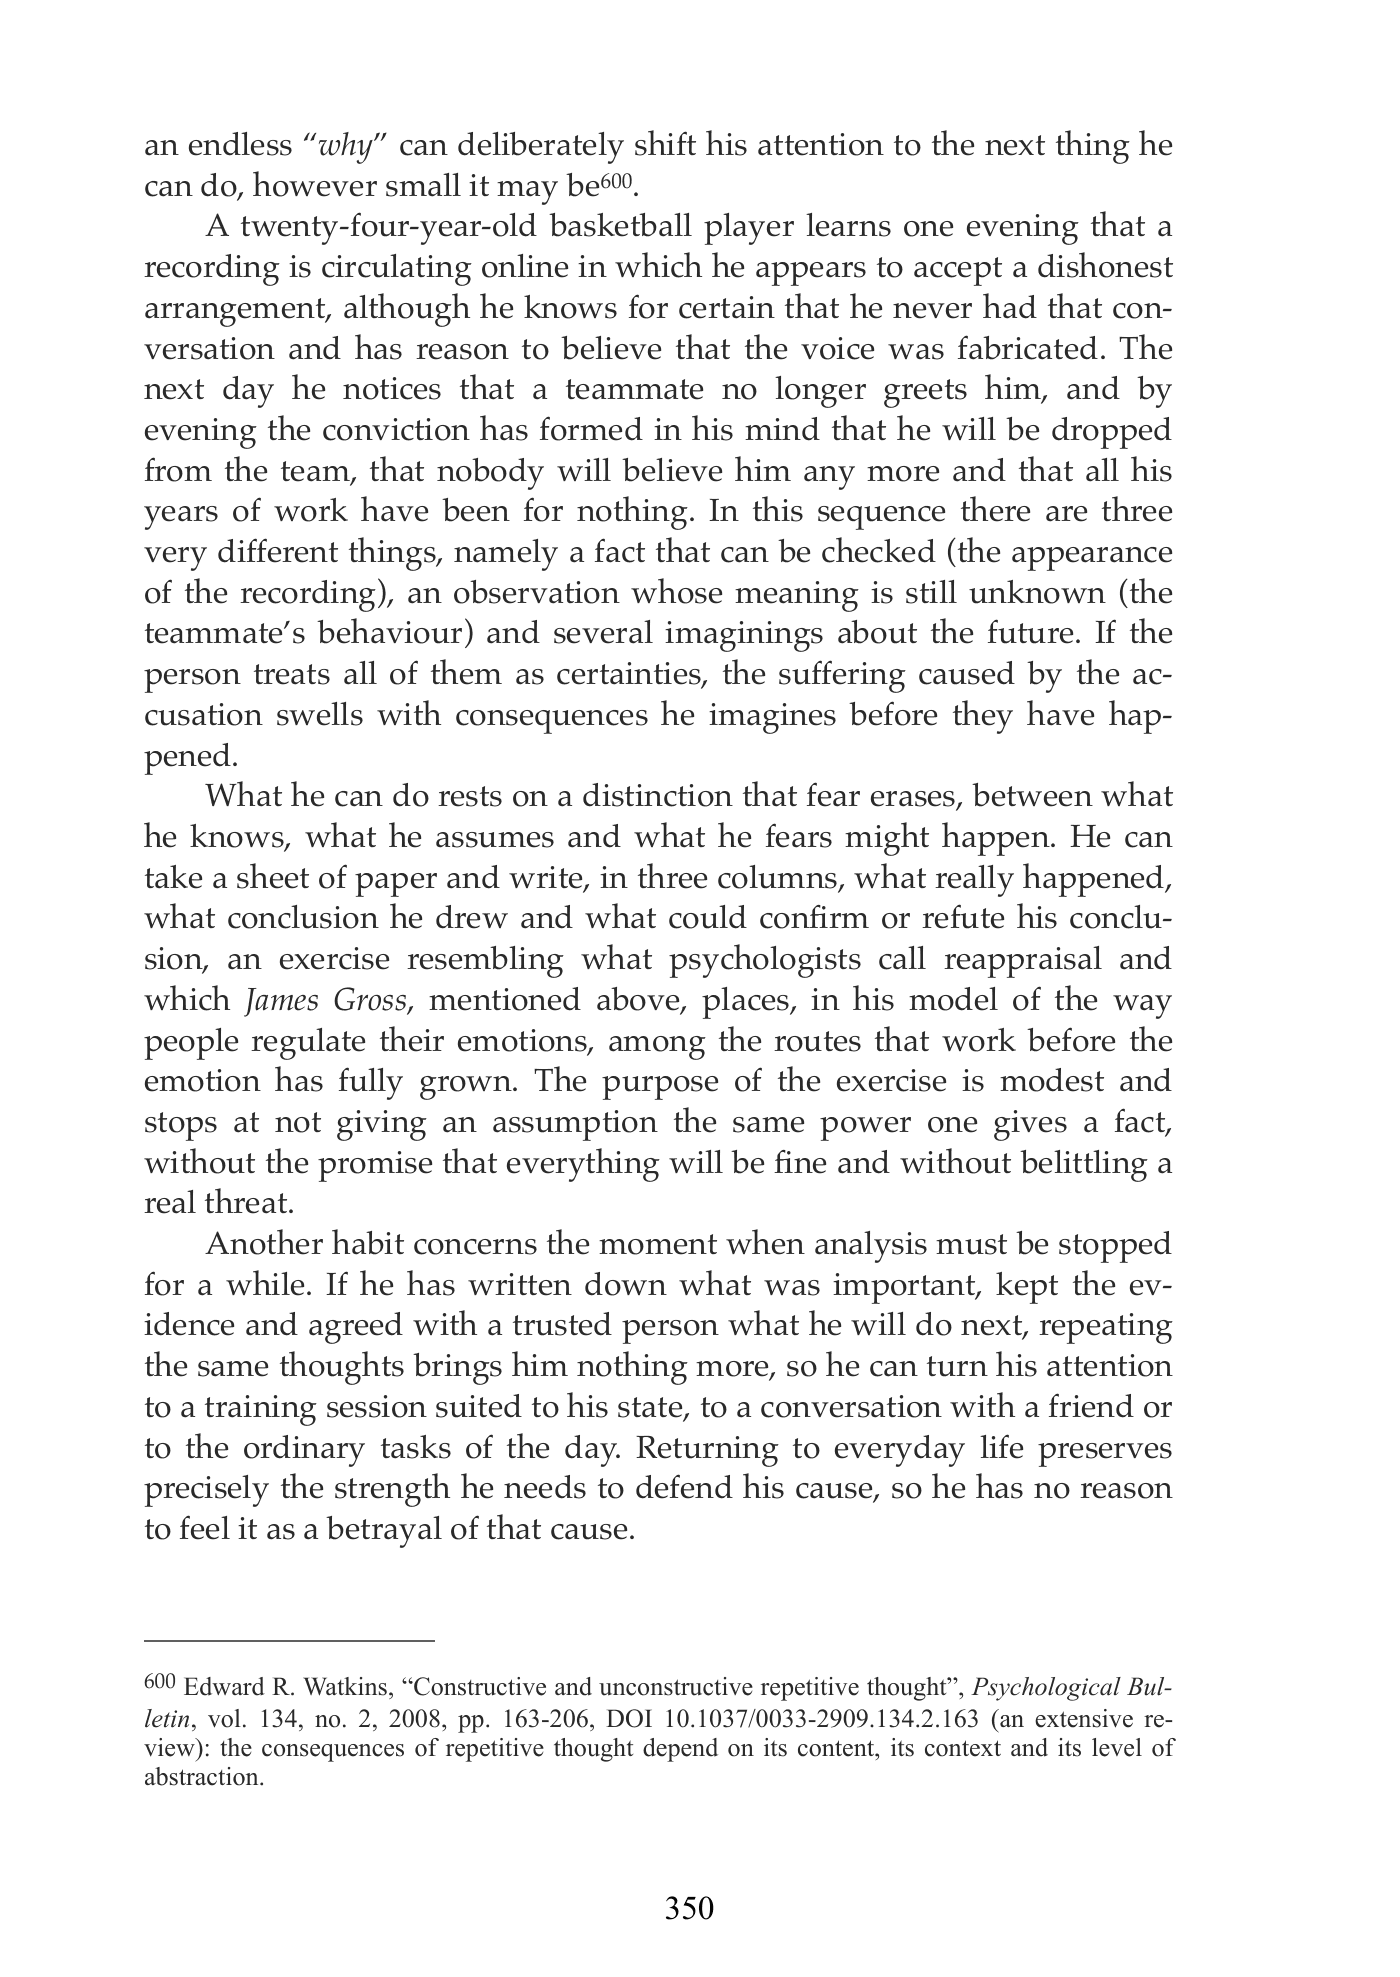 an endless “why” can deliberately shift his attention to the next thing he
can do, however small it may be600.
A twenty-four-year-old basketball player learns one evening that a
recording is circulating online in which he appears to accept a dishonest
arrangement, although he knows for certain that he never had that con-
versation and has reason to believe that the voice was fabricated. The
next day he notices that a teammate no longer greets him, and by
evening the conviction has formed in his mind that he will be dropped
from the team, that nobody will believe him any more and that all his
years of work have been for nothing. In this sequence there are three
very different things, namely a fact that can be checked (the appearance
of the recording), an observation whose meaning is still unknown (the
teammate’s behaviour) and several imaginings about the future. If the
person treats all of them as certainties, the suffering caused by the ac-
cusation swells with consequences he imagines before they have hap-
pened.
What he can do rests on a distinction that fear erases, between what
he knows, what he assumes and what he fears might happen. He can
take a sheet of paper and write, in three columns, what really happened,
what conclusion he drew and what could confirm or refute his conclu-
sion, an exercise resembling what psychologists call reappraisal and
which James Gross, mentioned above, places, in his model of the way
people regulate their emotions, among the routes that work before the
emotion has fully grown. The purpose of the exercise is modest and
stops at not giving an assumption the same power one gives a fact,
without the promise that everything will be fine and without belittling a
real threat.
Another habit concerns the moment when analysis must be stopped
for a while. If he has written down what was important, kept the ev-
idence and agreed with a trusted person what he will do next, repeating
the same thoughts brings him nothing more, so he can turn his attention
to a training session suited to his state, to a conversation with a friend or
to the ordinary tasks of the day. Returning to everyday life preserves
precisely the strength he needs to defend his cause, so he has no reason
to feel it as a betrayal of that cause.
600 Edward R. Watkins, “Constructive and unconstructive repetitive thought”, Psychological Bul-
letin, vol. 134, no. 2, 2008, pp. 163-206, DOI 10.1037/0033-2909.134.2.163 (an extensive re-
view): the consequences of repetitive thought depend on its content, its context and its level of
abstraction.
350